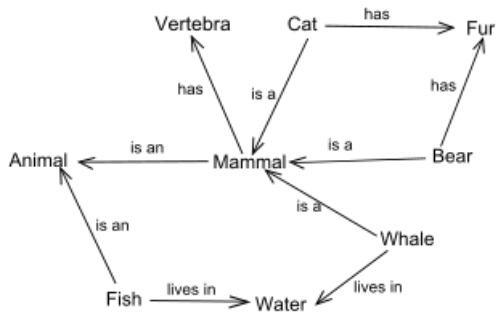 Vertebra
Cat
has
Fur
has
is a
has
is an
is a
Animal
Mammal
Bear
is an
is a
Whale
lives in
lives in
Fish
Water